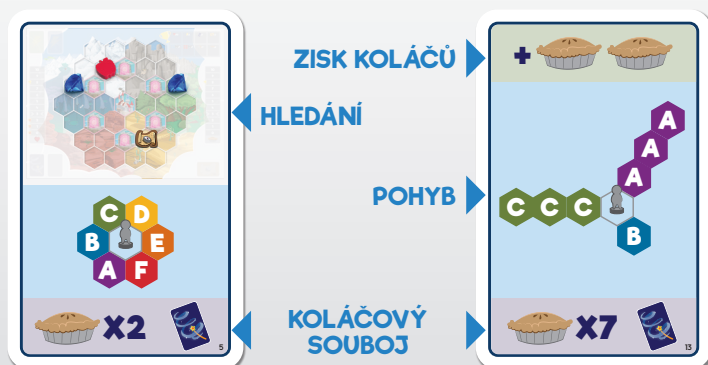 ZISK KOLÁČŮ
+
HLEDÁNÍ
A
A
A
POHYB
C C C
B
C D
B E
A F
X2
5
KOLÁČOVÝ
SOUBOJ
X7
13